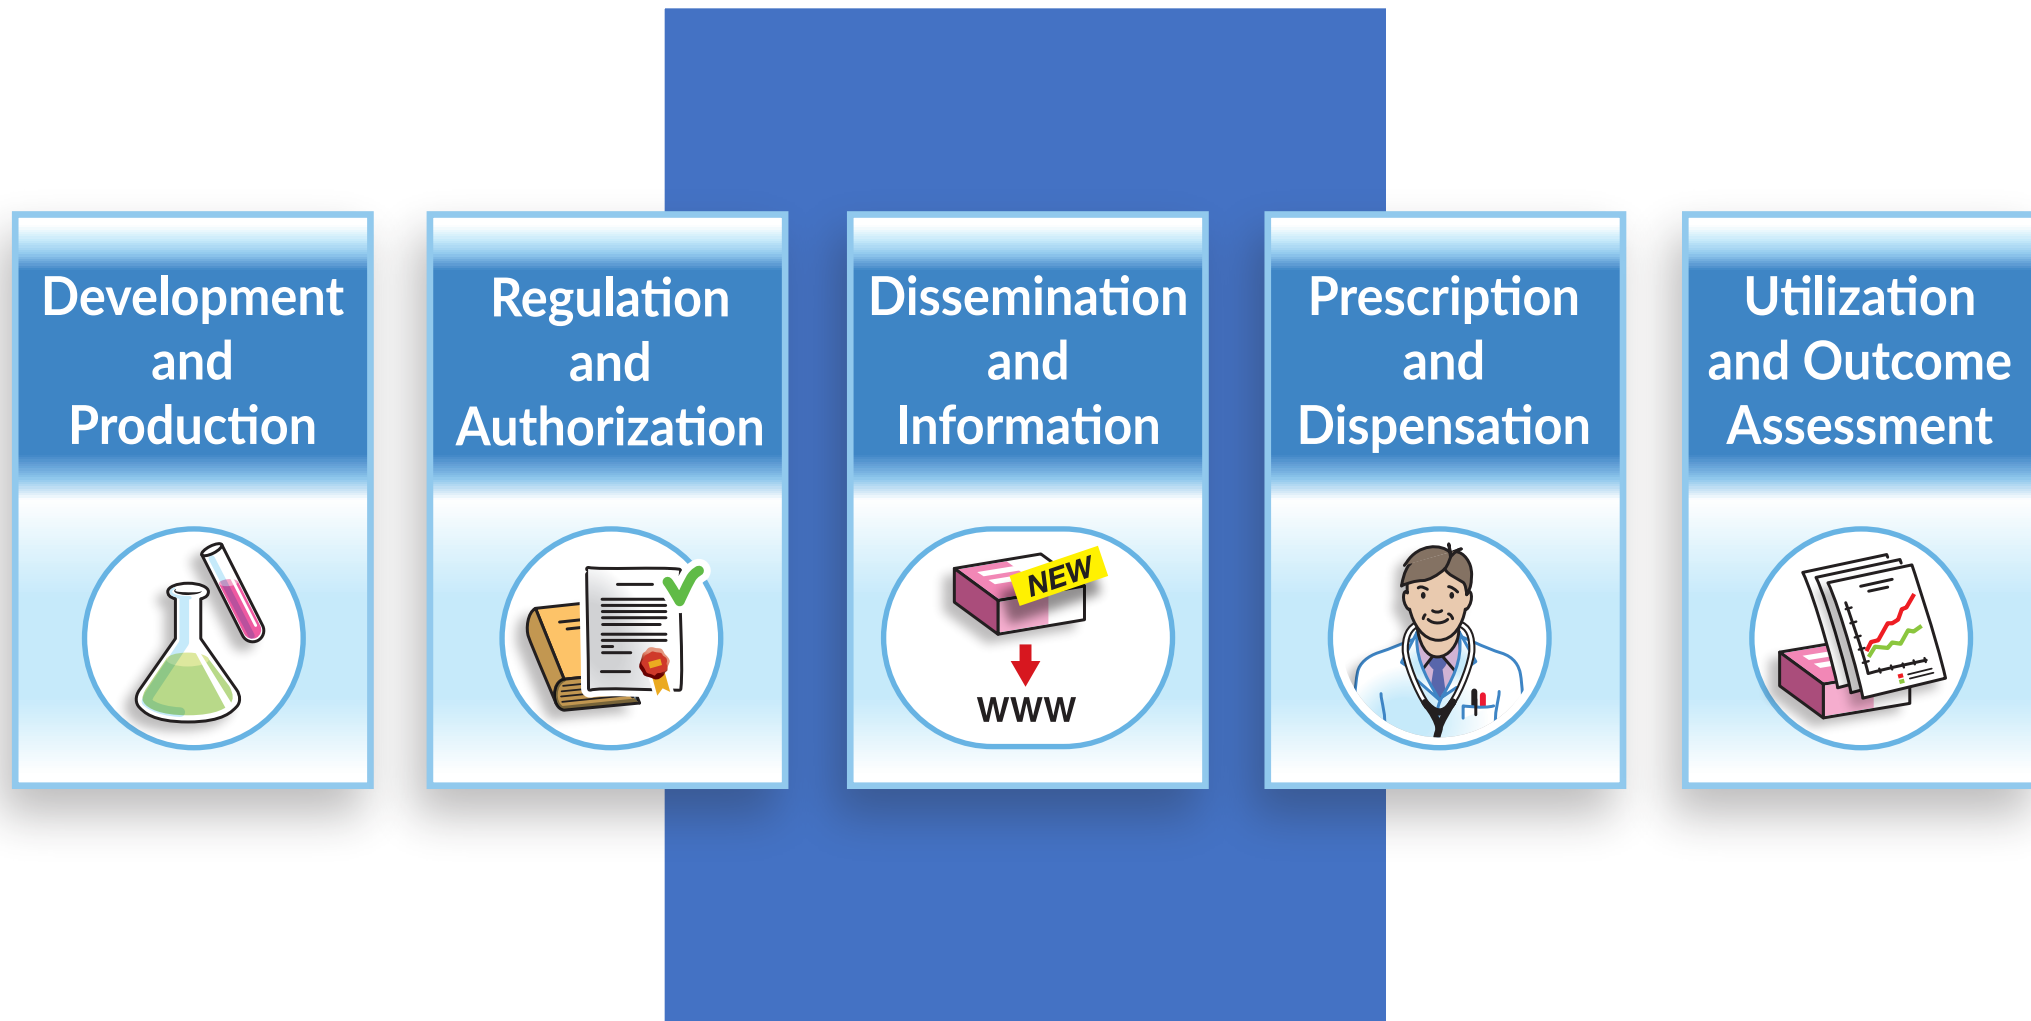 Development
and
Production
Regulation
and
Authorization
Dissemination
and
Information
NEW
WWW
Prescription
and
Dispensation
Utilization
and Outcome
Assessment